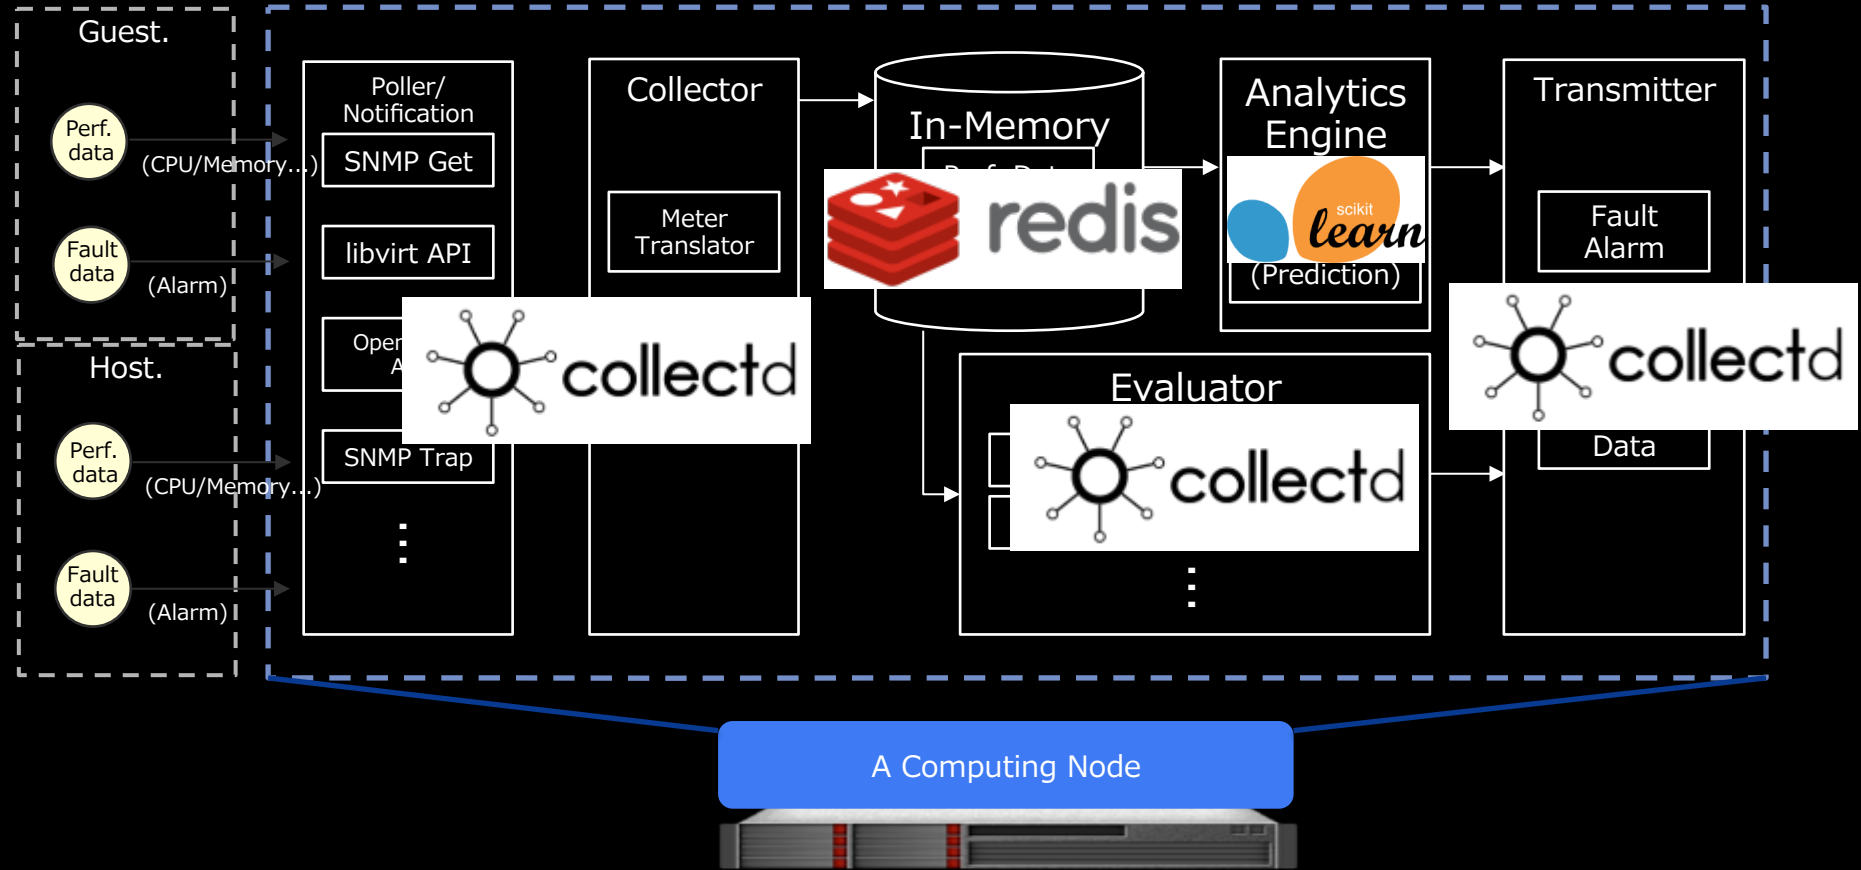 Guest.
Perf.
data
(CPU/Memory...)
Fault
data
(Alarm)
Host.
Perf.
data
(CPU/Memory...)
Fault
data
(Alarm)
Poller/
Notification
SNMP Get
libvirt API
SNMP Trap
collectd
Collector
Meter
Translator
In-Memory
redis
Analytics
Engine
scikit
learn
(Prediction)
Evaluator
collectd
Transmitter
Fault
Alarm
collectd
Data
A Computing Node